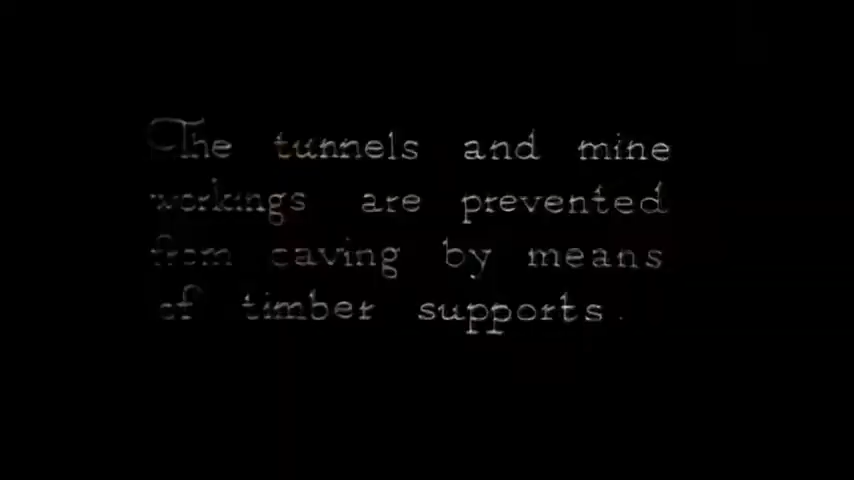 The tunnels and mine
workings are prevented
from caving by means
of timber supports.